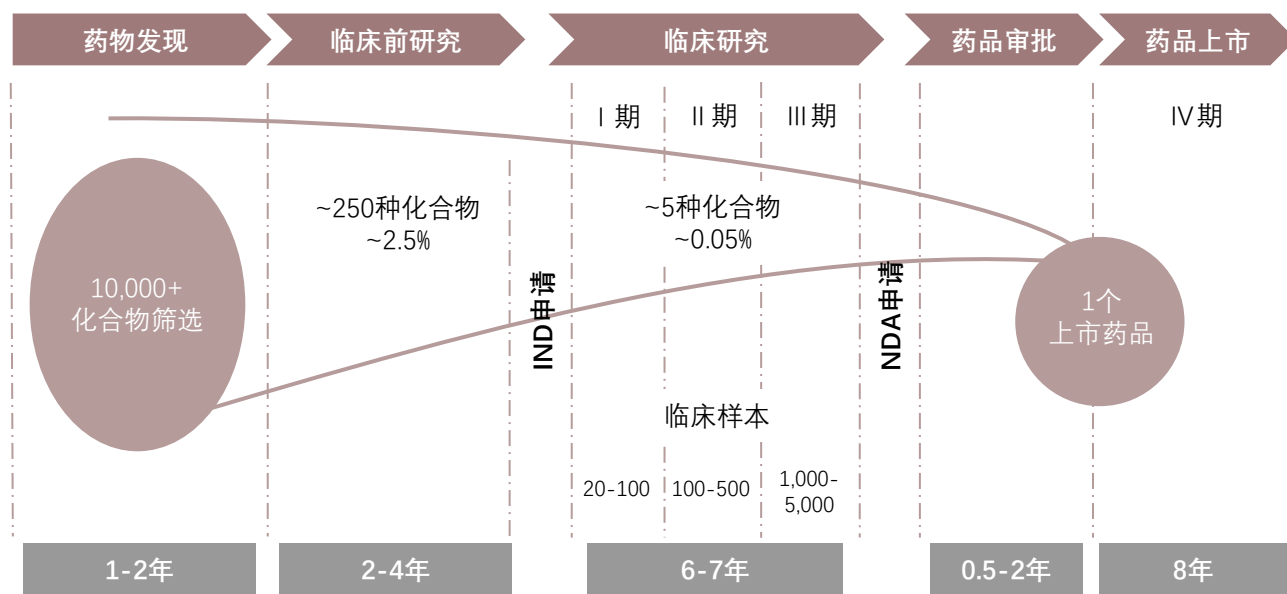 药物发现
临床前研究
临床研究
药品审批
药品上市
Ⅰ期
Ⅱ期
Ⅲ期
Ⅳ期
10,000+
化合物筛选
~250种化合物
~2.5%
IND申请
~5种化合物
~0.05%
NDA申请
1个
上市药品
临床样本
20-100
100-500
1,000-
5,000
1-2年
2-4年
6-7年
0.5-2年
8年